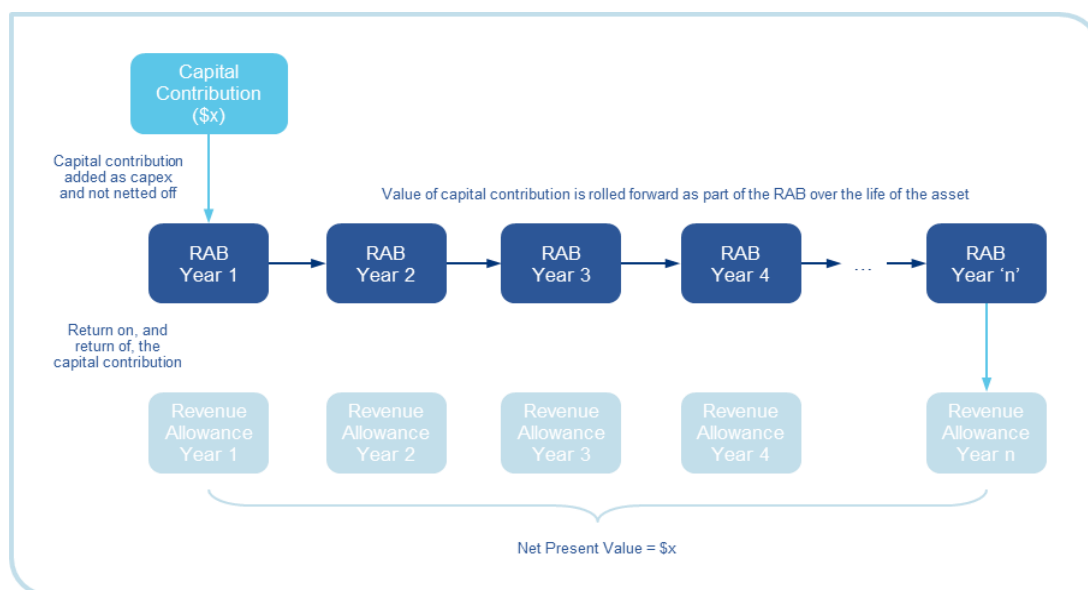 Capital
Contribution
($x)
Capital contribution
added as capex
and not netted off
Value of capital contribution is rolled forward as part of the RAB over the life of the asset
RAB
Year 1
RAB
Year 2
RAB
Year 3
RAB
Year 4
...
RAB
Year ‘n’
Return on, and
return of, the
capital contribution
Revenue
Allowance
Year 1
Revenue
Allowance
Year 2
Revenue
Allowance
Year 3
Revenue
Allowance
Year 4
Revenue
Allowance
Year n
Net Present Value = $x